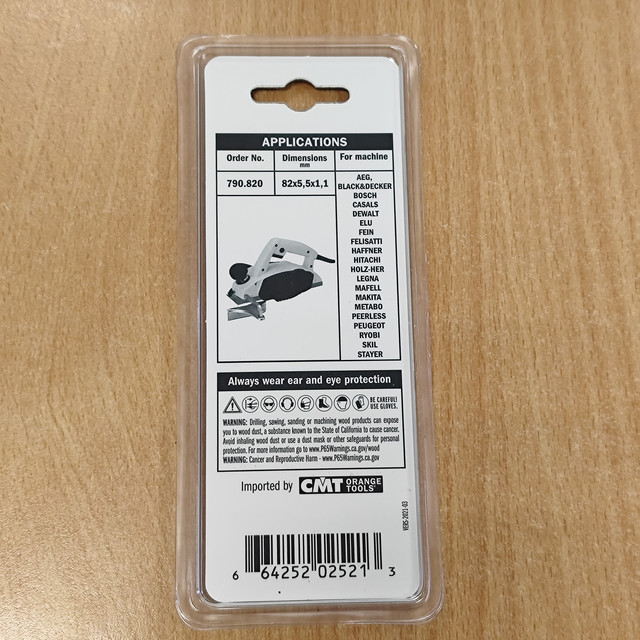 APPLICATIONS
Order No. Dimensions mm For machine
790.820 82x5,5x1,1
AEG,
BLACK&DECKER
BOSCH
CASALS
DEWALT
ELU
FEIN
FELISATTI
HAFFNER
HITACHI
HOLZ-HER
LEGNA
MAFELL
MAKITA
METABO
PEERLESS
PEUGEOT
RYOBI
SKIL
STAYER
Always wear ear and eye protection
BE CAREFUL!
USE GLOVES.
WARNING: Drilling, sawing, sanding or machining wood products can expose
you to wood dust, a substance known to the State of California to cause cancer.
Avoid inhaling wood dust or use a dust mask or other safeguards for personal
protection. For more information go to www.P65Warnings.ca.gov/wood
WARNING: Cancer and Reproductive Harm - www.P65Warnings.ca.gov
Imported by CMT ORANGE TOOLS
VERS 2021-03
6 64252 02521 3